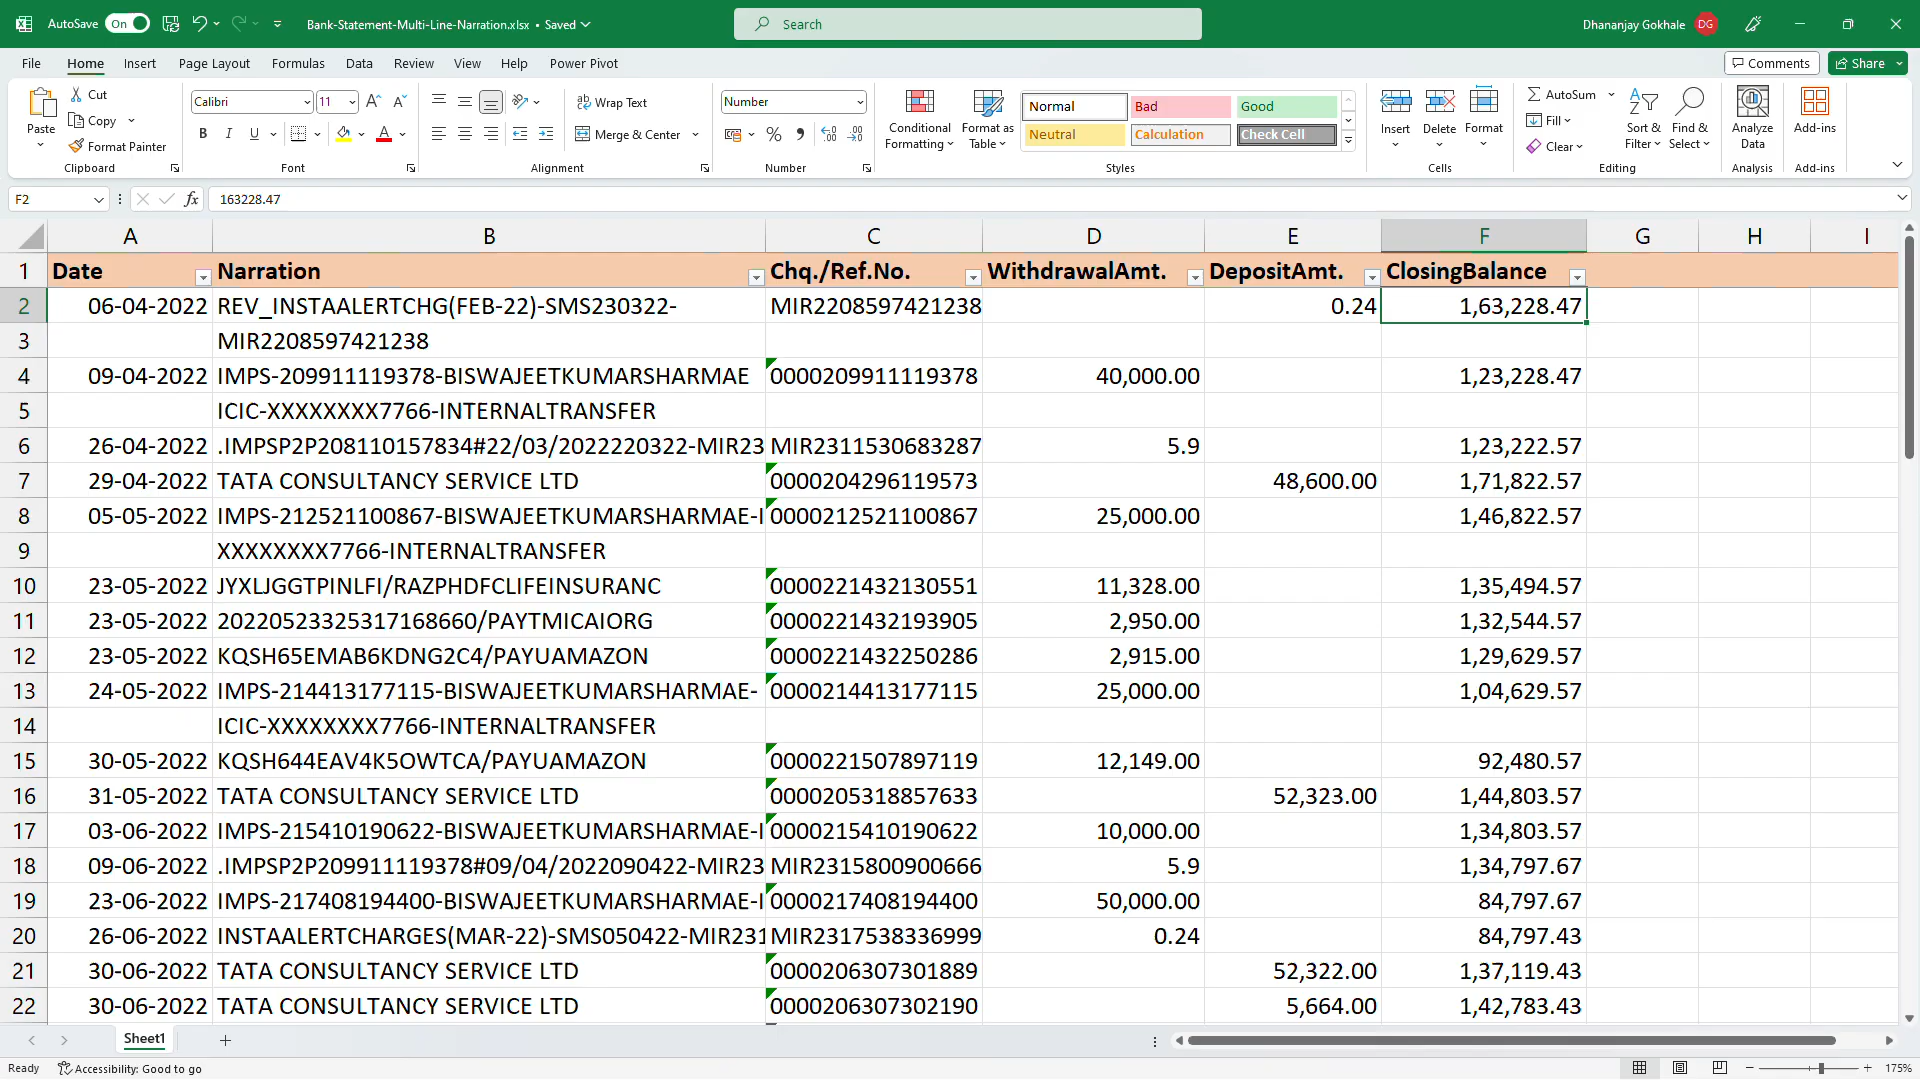 AutoSave On Bank-Statement-Multi-Line-Narration.xlsx • Saved Search Dhananjay Gokhale DG
File Home Insert Page Layout Formulas Data Review View Help Power Pivot Comments Share
Paste Cut Copy Format Painter Clipboard
Calibri 11 B I U A Font
Wrap Text Merge & Center Alignment
Number % Number
Conditional Formatting Format as Table Normal Bad Good Neutral Calculation Check Cell Styles
Insert Delete Format Cells
AutoSum Fill Clear Sort & Filter Find & Select Editing
Analyze Data Analysis
Add-ins Add-ins
F2 fx 163228.47
A B C D E F G H I
1 Date Narration Chq./Ref.No. WithdrawalAmt. DepositAmt. ClosingBalance
2 06-04-2022 REV_INSTAALERTCHG(FEB-22)-SMS230322- MIR2208597421238 0.24 1,63,228.47
3 MIR2208597421238
4 09-04-2022 IMPS-209911119378-BISWAJEETKUMARSHARMAE 0000209911119378 40,000.00 1,23,228.47
5 ICIC-XXXXXXXX7766-INTERNALTRANSFER
6 26-04-2022 .IMPSP2P208110157834#22/03/2022220322-MIR23 MIR2311530683287 5.9 1,23,222.57
7 29-04-2022 TATA CONSULTANCY SERVICE LTD 0000204296119573 48,600.00 1,71,822.57
8 05-05-2022 IMPS-212521100867-BISWAJEETKUMARSHARMAE-I 0000212521100867 25,000.00 1,46,822.57
9 XXXXXXXX7766-INTERNALTRANSFER
10 23-05-2022 JYXLJGGTPINLFI/RAZPHDFCLIFEINSURANC 0000221432130551 11,328.00 1,35,494.57
11 23-05-2022 20220523325317168660/PAYTMICAIORG 0000221432193905 2,950.00 1,32,544.57
12 23-05-2022 KQSH65EMAB6KDNG2C4/PAYUAMAZON 0000221432250286 2,915.00 1,29,629.57
13 24-05-2022 IMPS-214413177115-BISWAJEETKUMARSHARMAE- 0000214413177115 25,000.00 1,04,629.57
14 ICIC-XXXXXXXX7766-INTERNALTRANSFER
15 30-05-2022 KQSH644EAV4K5OWTCA/PAYUAMAZON 0000221507897119 12,149.00 92,480.57
16 31-05-2022 TATA CONSULTANCY SERVICE LTD 0000205318857633 52,323.00 1,44,803.57
17 03-06-2022 IMPS-215410190622-BISWAJEETKUMARSHARMAE-I 0000215410190622 10,000.00 1,34,803.57
18 09-06-2022 .IMPSP2P209911119378#09/04/2022090422-MIR23 MIR2315800900666 5.9 1,34,797.67
19 23-06-2022 IMPS-217408194400-BISWAJEETKUMARSHARMAE-I 0000217408194400 50,000.00 84,797.67
20 26-06-2022 INSTAALERTCHARGES(MAR-22)-SMS050422-MIR231 MIR2317538336999 0.24 84,797.43
21 30-06-2022 TATA CONSULTANCY SERVICE LTD 0000206307301889 52,322.00 1,37,119.43
22 30-06-2022 TATA CONSULTANCY SERVICE LTD 0000206307302190 5,664.00 1,42,783.43
Sheet1
Ready Accessibility: Good to go 175%